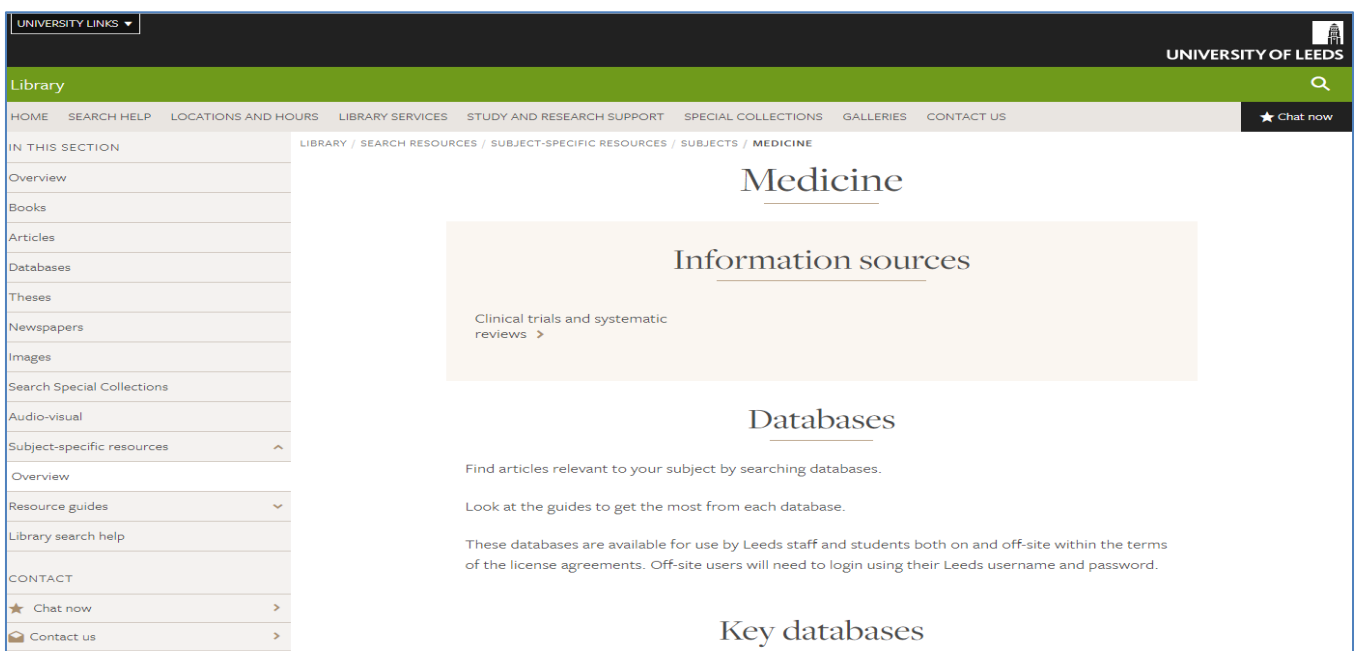 UNIVERSITY LINKS
UNIVERSITY OF LEEDS
Library
HOME SEARCH HELP LOCATIONS AND HOURS LIBRARY SERVICES STUDY AND RESEARCH SUPPORT SPECIAL COLLECTIONS GALLERIES CONTACT US Chat now
IN THIS SECTION
Overview
Books
Articles
Databases
Theses
Newspapers
Images
Search Special Collections
Audio-visual
Subject-specific resources
Overview
Resource guides
Library search help
CONTACT
Chat now
Contact us
LIBRARY / SEARCH RESOURCES / SUBJECT-SPECIFIC RESOURCES / SUBJECTS / MEDICINE
Medicine
Information sources
Clinical trials and systematic
reviews
Databases
Find articles relevant to your subject by searching databases.
Look at the guides to get the most from each database.
These databases are available for use by Leeds staff and students both on and off-site within the terms
of the license agreements. Off-site users will need to login using their Leeds username and password.
Key databases